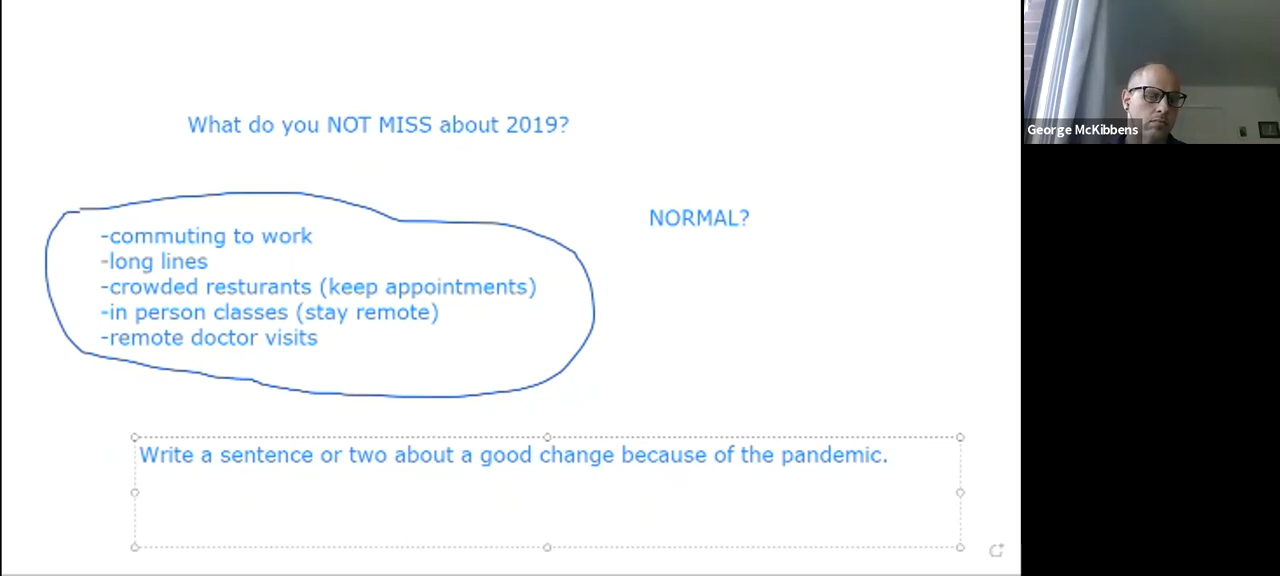 What do you NOT MISS about 2019?
NORMAL?
-commuting to work
-long lines
-crowded resturants (keep appointments)
-in person classes (stay remote)
-remote doctor visits
Write a sentence or two about a good change because of the pandemic.
George McKibbens